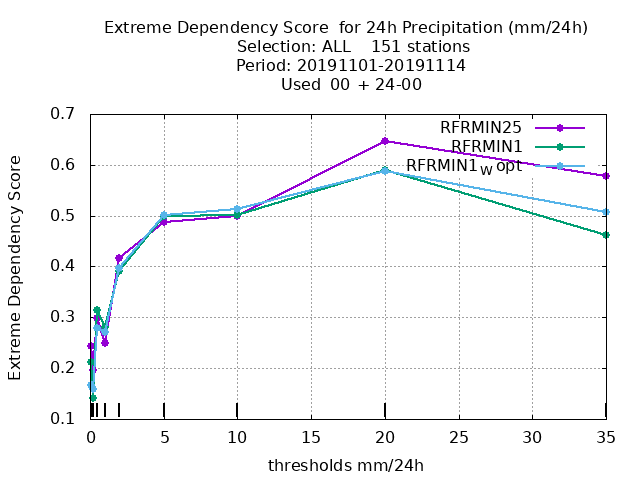 Extreme Dependency Score  for 24h Precipitation (mm/24h)
Selection: ALL    151 stations
Period: 20191101-20191114
Used  00 + 24-00
RFRMIN25
RFRMIN1
RFRMIN1w opt
Extreme Dependency Score
0.7
0.6
0.5
0.4
0.3
0.2
0.1
0 5 10 15 20 25 30 35
thresholds mm/24h